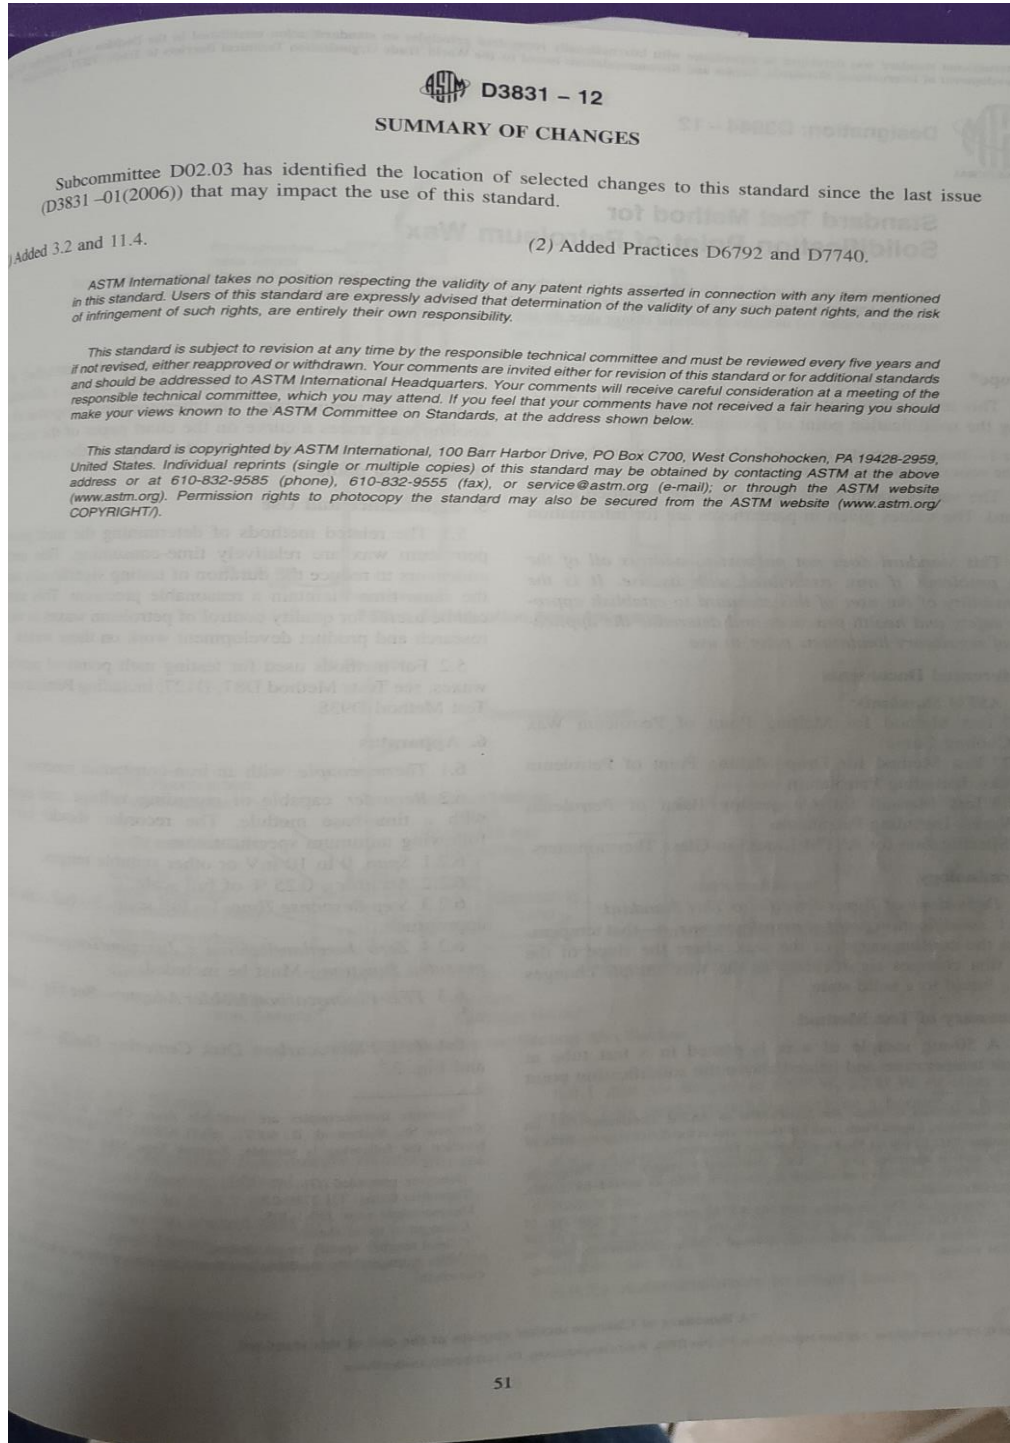 ASTM D3831 – 12
SUMMARY OF CHANGES
Subcommittee D02.03 has identified the location of selected changes to this standard since the last issue
(D3831 –01(2006)) that may impact the use of this standard.
) Added 3.2 and 11.4.
(2) Added Practices D6792 and D7740.
ASTM International takes no position respecting the validity of any patent rights asserted in connection with any item mentioned
in this standard. Users of this standard are expressly advised that determination of the validity of any such patent rights, and the risk
of infringement of such rights, are entirely their own responsibility.
This standard is subject to revision at any time by the responsible technical committee and must be reviewed every five years and
if not revised, either reapproved or withdrawn. Your comments are invited either for revision of this standard or for additional standards
and should be addressed to ASTM International Headquarters. Your comments will receive careful consideration at a meeting of the
responsible technical committee, which you may attend. If you feel that your comments have not received a fair hearing you should
make your views known to the ASTM Committee on Standards, at the address shown below.
This standard is copyrighted by ASTM International, 100 Barr Harbor Drive, PO Box C700, West Conshohocken, PA 19428-2959,
United States. Individual reprints (single or multiple copies) of this standard may be obtained by contacting ASTM at the above
address or at 610-832-9585 (phone), 610-832-9555 (fax), or service@astm.org (e-mail); or through the ASTM website
(www.astm.org). Permission rights to photocopy the standard may also be secured from the ASTM website (www.astm.org/
COPYRIGHT/).
51